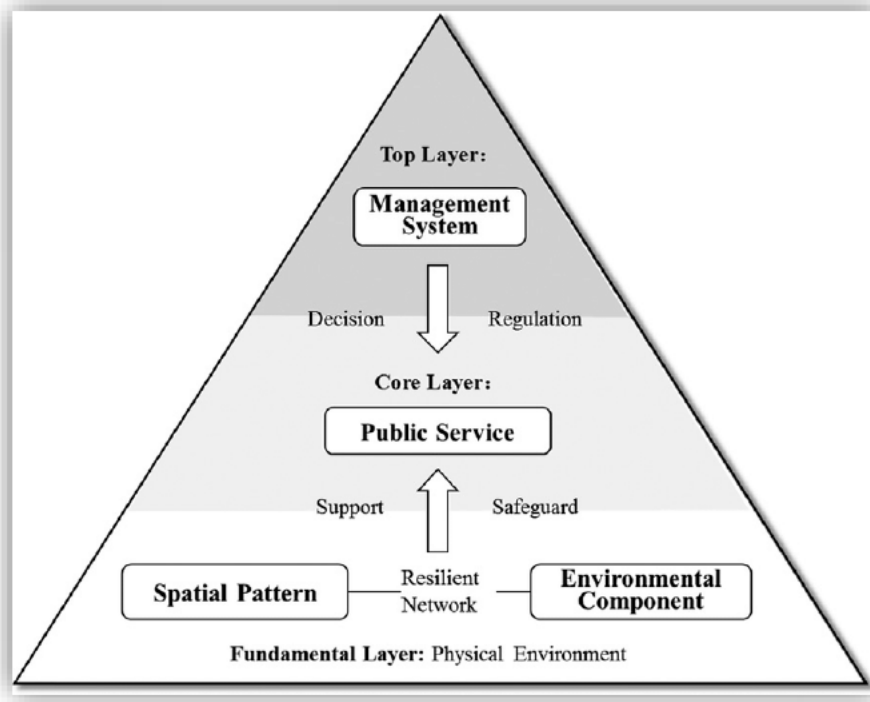 Top Layer:
Management
System
Decision
Regulation
Core Layer:
Public Service
Support
Safeguard
Spatial Pattern
Resilient
Network
Environmental
Component
Fundamental Layer: Physical Environment